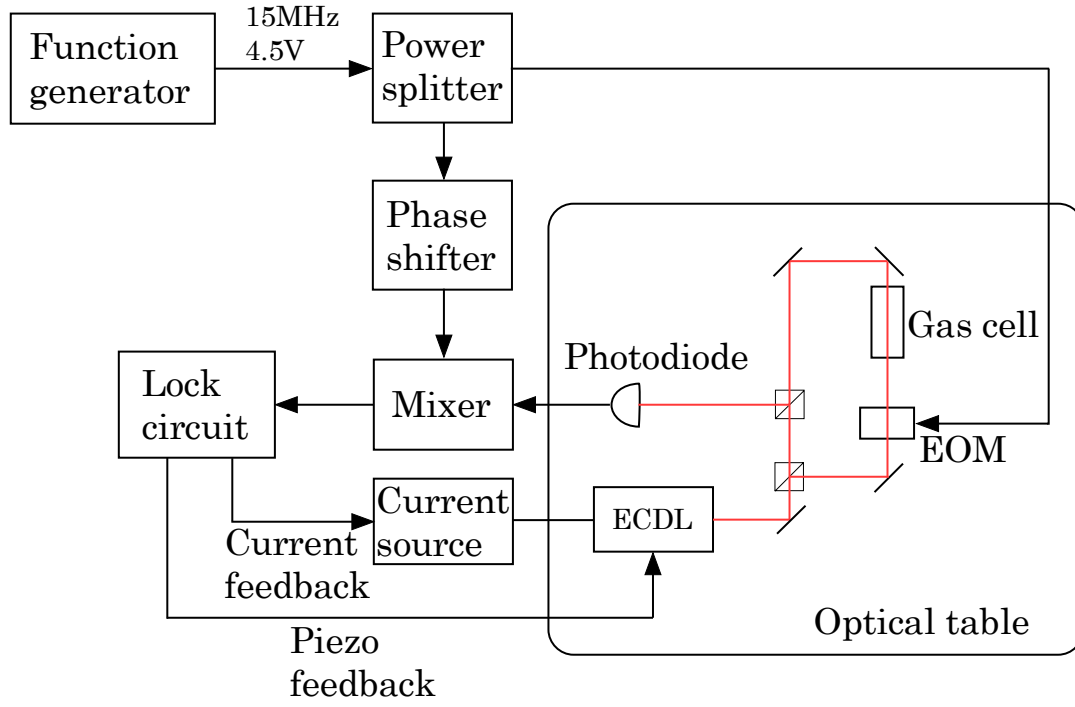 15MHz
4.5V
Function
generator
Power
splitter
Phase
shifter
Gas cell
Photodiode
Lock
circuit
Mixer
EOM
Current
source
ECDL
Current
feedback
Optical table
Piezo
feedback